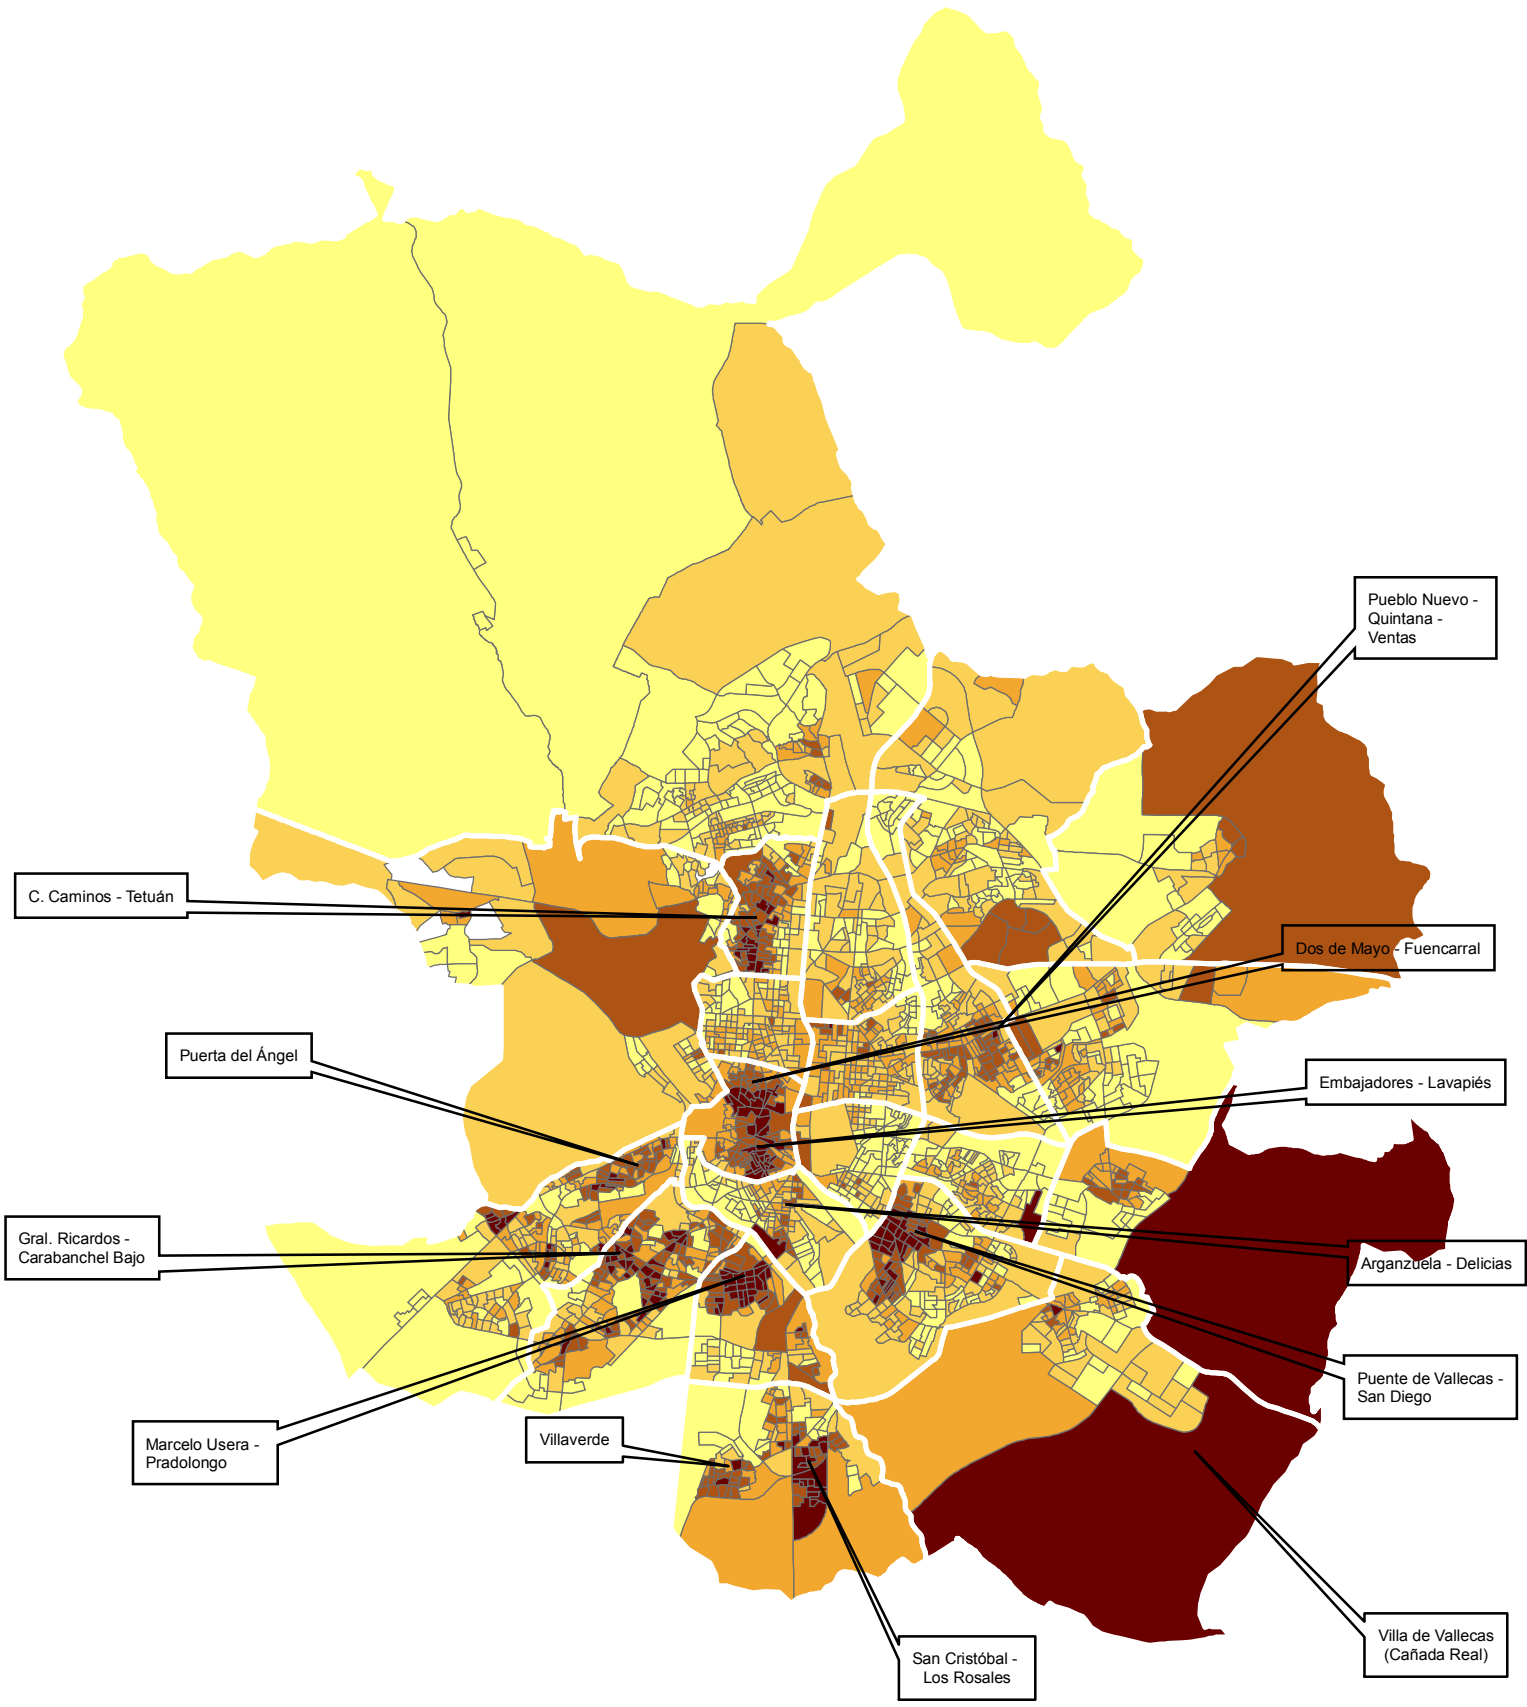 Pueblo Nuevo -
Quintana -
Ventas
C. Caminos - Tetuán
Dos de Mayo - Fuencarral
Puerta del Ángel
Embajadores - Lavapiés
Gral. Ricardos -
Carabanchel Bajo
Arganzuela - Delicias
Puente de Vallecas -
San Diego
Marcelo Usera -
Pradolongo
Villaverde
Villa de Vallecas
(Cañada Real)
San Cristóbal -
Los Rosales